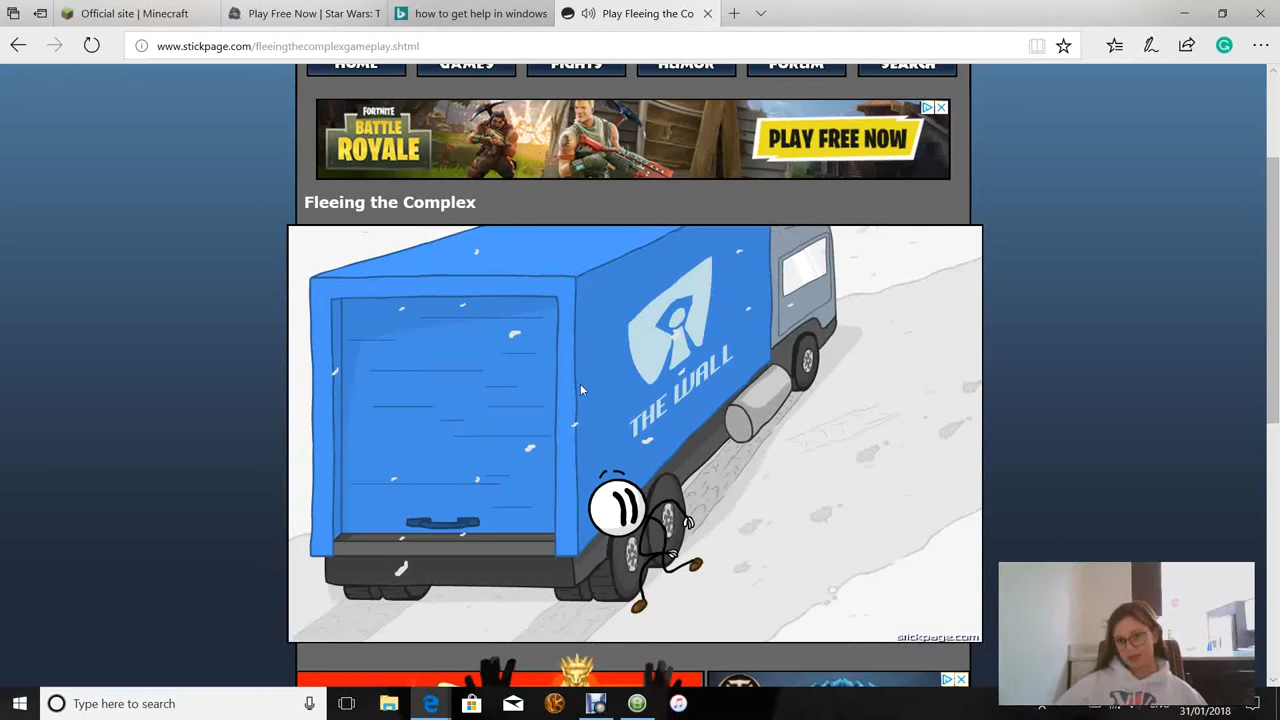 Official site | Minecraft
Play Free Now | Star Wars: T
how to get help in windows
Play Fleeing the Co
www.stickpage.com/fleeingthecomplexgameplay.shtml
HOME GAMES FIGHTS HUMOR FORUM SEARCH
FORTNITE
BATTLE
ROYALE
PLAY FREE NOW
Fleeing the Complex
THE WALL
stickpage.com
Type here to search
31/01/2018